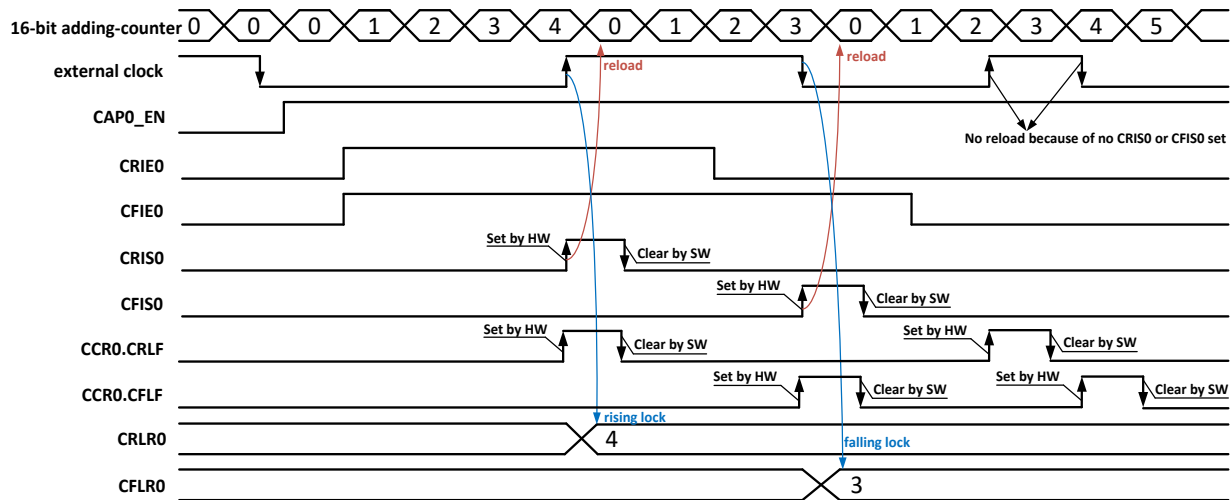 16-bit adding-counter 0 0 0 1 2 3 4 0 1 2 3 0 1 2 3 4 5
external clock reload reload
CAP0_EN
No reload because of no CRIS0 or CFIS0 set
CRIE0
CFIE0
CRIS0 Set by HW Clear by SW
CFIS0 Set by HW Clear by SW
CCR0.CRLF Set by HW Clear by SW Set by HW Clear by SW
CCR0.CFLF Set by HW Clear by SW Set by HW Clear by SW
rising lock
CRLR0 4 falling lock
CFLR0 3